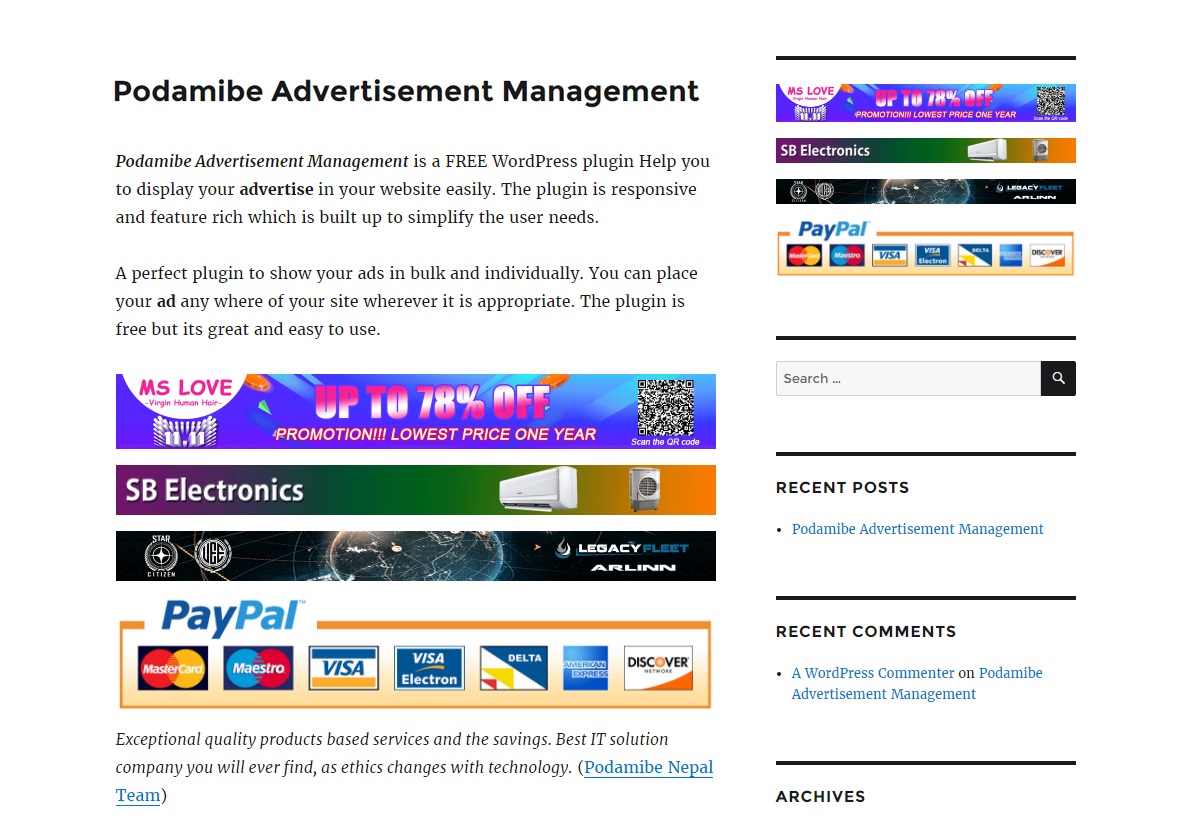 Podamibe Advertisement Management
Podamibe Advertisement Management is a FREE WordPress plugin Help you
to display your advertise in your website easily. The plugin is responsive
and feature rich which is built up to simplify the user needs.
A perfect plugin to show your ads in bulk and individually. You can place
your ad any where of your site wherever it is appropriate. The plugin is
free but its great and easy to use.
MS LOVE
-Virgin Human Hair-
11.11
UP TO 78% OFF
PROMOTION!!! LOWEST PRICE ONE YEAR
Scan the QR code
SB Electronics
STAR
CITIZEN
UEE
LEGACYFLEET
ARLINN
PayPal™
MasterCard
Maestro
VISA
VISA
Electron
DELTA
AMERICAN
EXPRESS
DISCOVER
NETWORK
Exceptional quality products based services and the savings. Best IT solution
company you will ever find, as ethics changes with technology. (Podamibe Nepal
Team)
MS LOVE
Virgin Human Hair
UP TO 78% OFF
PROMOTION!!! LOWEST PRICE ONE YEAR
Scan the QR code
SB Electronics
STAR
CITIZEN
LEGACYFLEET
ARLINN
PayPal
MasterCard
Maestro
VISA
VISA
Electron
DELTA
DISCOVER
Search …
RECENT POSTS
Podamibe Advertisement Management
RECENT COMMENTS
A WordPress Commenter on Podamibe
Advertisement Management
ARCHIVES